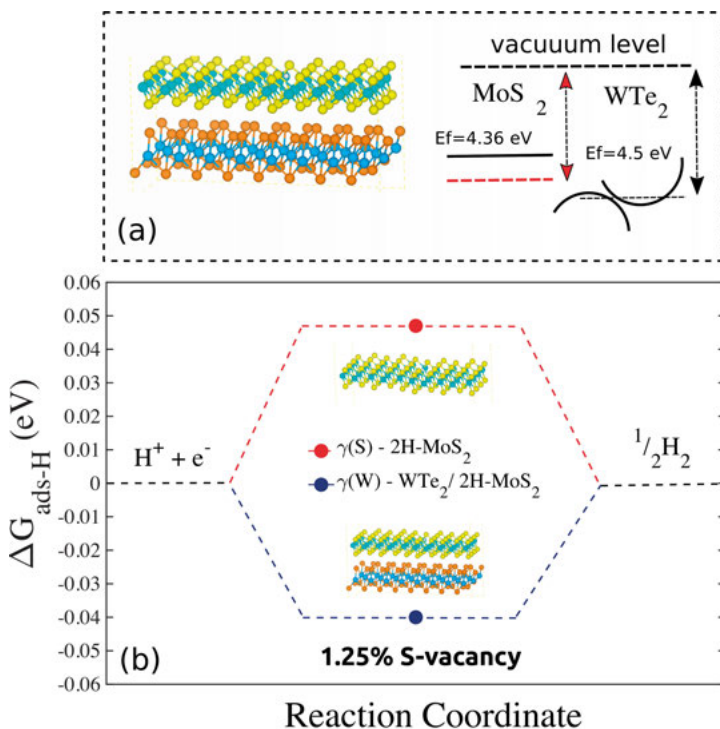 vacuuum level
MoS2
WTe2
Ef=4.36 eV
Ef=4.5 eV
(a)
0.06
0.05
0.04
0.03
0.02
0.01
0
-0.01
-0.02
-0.03
-0.04
-0.05
-0.06
ΔGads-H (eV)
H+ + e-
1/2H2
γ(S) - 2H-MoS2
γ(W) - WTe2/ 2H-MoS2
(b)
1.25% S-vacancy
Reaction Coordinate